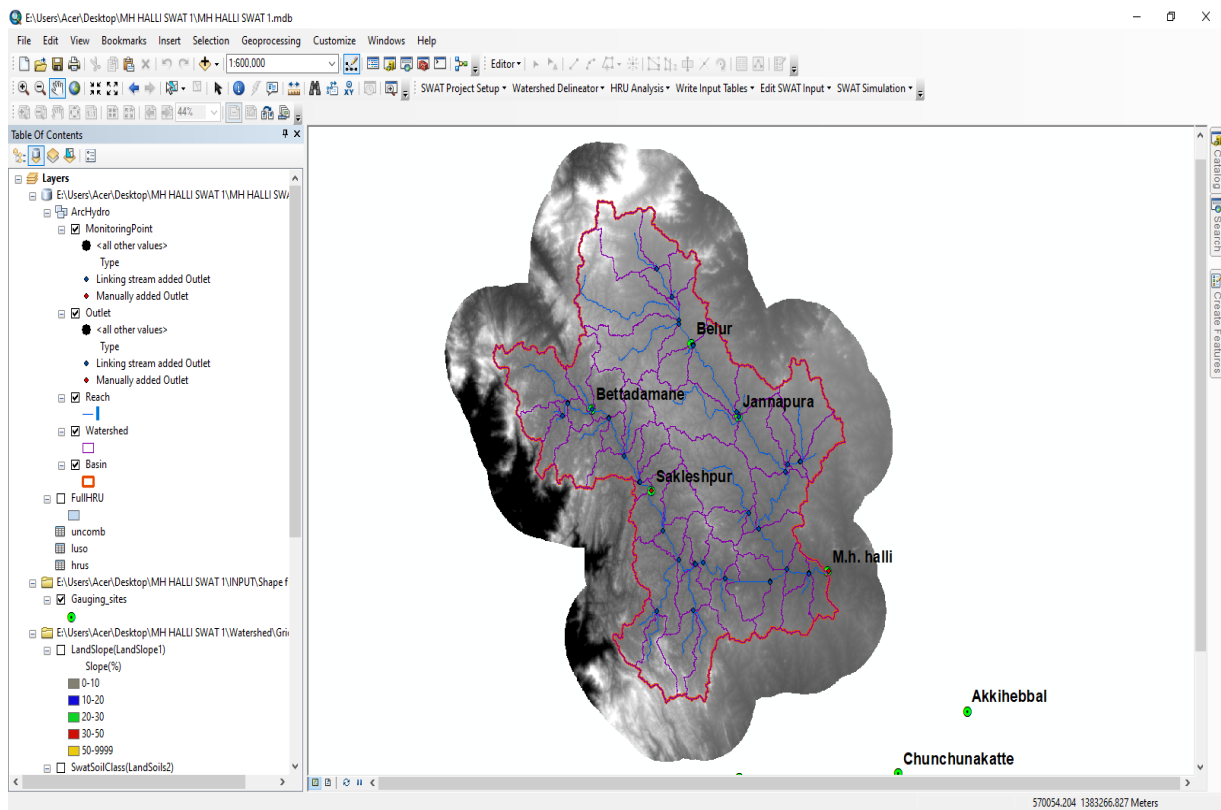 E:\Users\Acer\Desktop\MH HALLI SWAT 1\MH HALLI SWAT 1.mdb
File Edit View Bookmarks Insert Selection Geoprocessing Customize Windows Help
1:600,000
Editor
SWAT Project Setup Watershed Delineator HRU Analysis Write Input Tables Edit SWAT Input SWAT Simulation
44%
Table Of Contents
Layers
E:\Users\Acer\Desktop\MH HALLI SWAT 1\MH HALLI SWA
ArcHydro
MonitoringPoint
<all other values>
Type
Linking stream added Outlet
Manually added Outlet
Outlet
<all other values>
Type
Linking stream added Outlet
Manually added Outlet
Reach
Watershed
Basin
FullHRU
uncomb
luso
hrus
E:\Users\Acer\Desktop\MH HALLI SWAT 1\INPUT\Shape f
Gauging_sites
E:\Users\Acer\Desktop\MH HALLI SWAT 1\Watershed\Gri
LandSlope(LandSlope1)
Slope(%)
0-10
10-20
20-30
30-50
50-9999
SwatSoilClass(LandSoils2)
Belur
Bettadamane
Jannapura
Sakleshpur
M.h. halli
Akkihebbal
Chunchunakatte
Catalog
Search
Create Features
570054.204 1383266.827 Meters